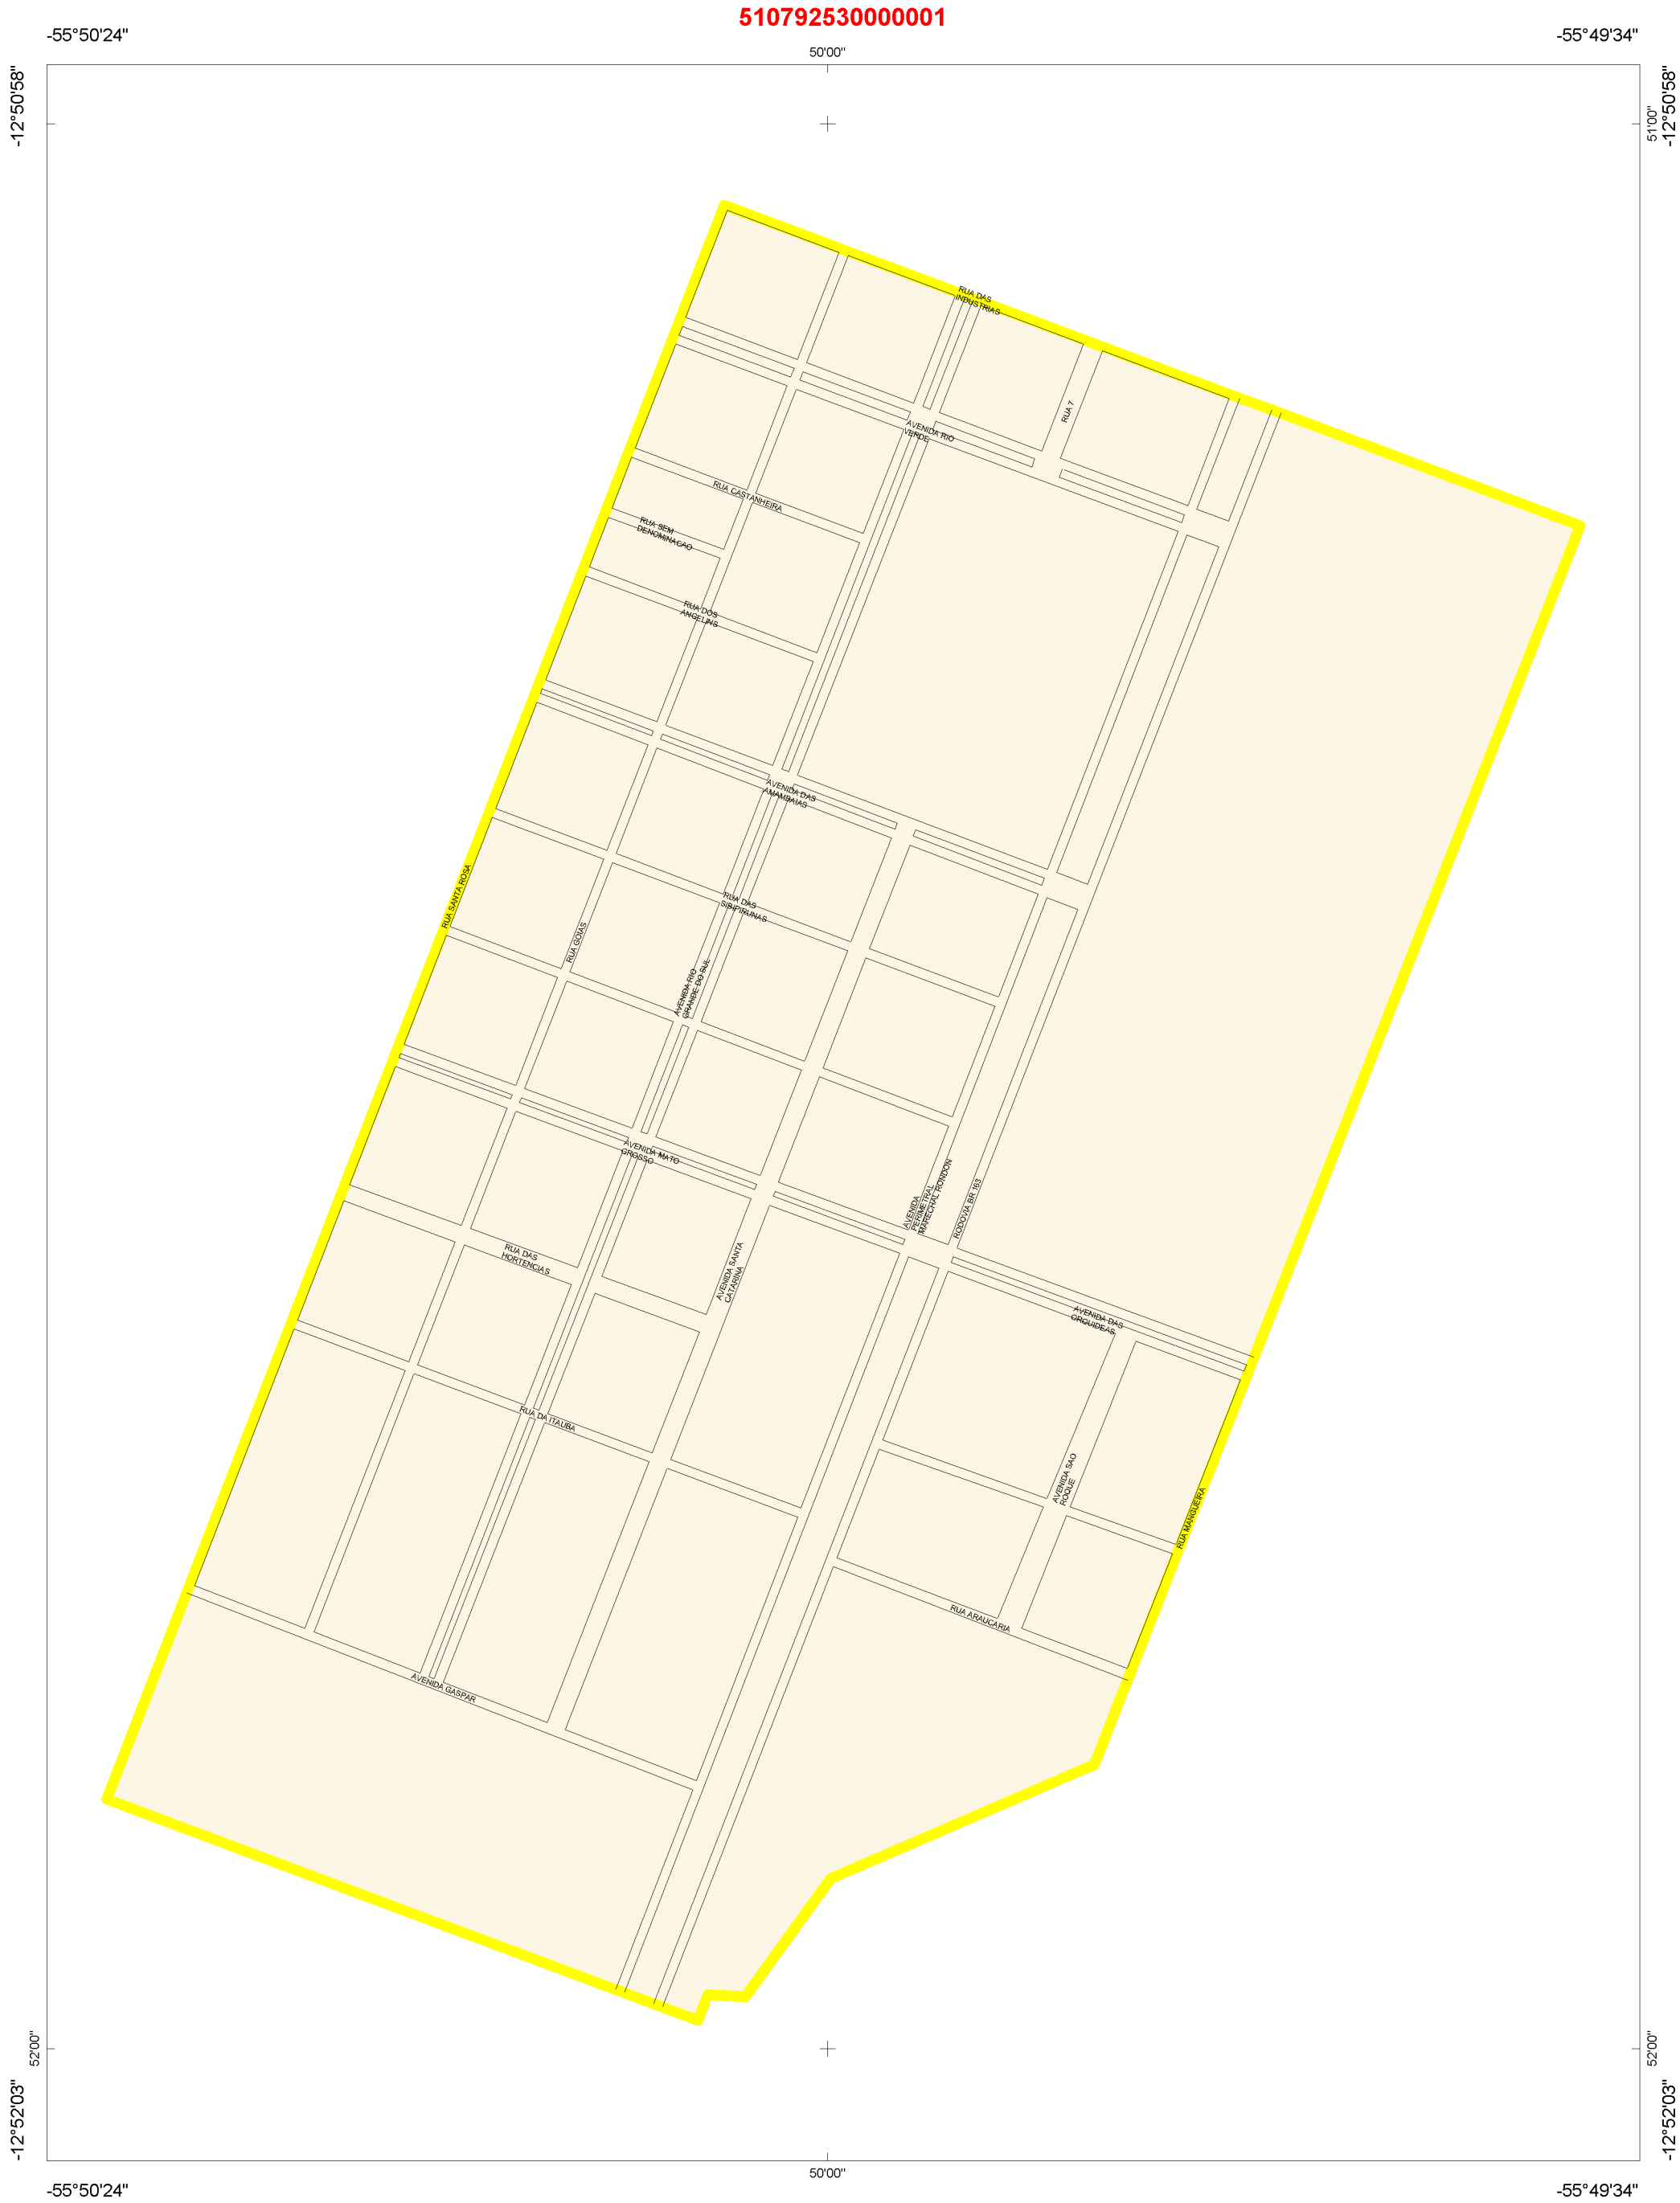 510792530000001
-55°50'24"
-55°49'34"
50'00"
-12°50'58"
51'00"
-12°50'58"
RUA DAS
INDUSTRIAS
RUA 7
AVENIDA RIO
VERDE
RUA CASTANHEIRA
RUA SEM
DENOMINACAO
RUA DOS
ANGELINS
AVENIDA DAS
AMAMBAIAS
RUA SANTA ROSA
RUA DAS
SIBIPIRUNAS
RUA GOIAS
AVENIDA RIO
GRANDE DO SUL
AVENIDA MATO
GROSSO
AVENIDA
PERIMETRAL
MARECHAL RONDON
RODOVIA BR 163
RUA DAS
HORTENCIAS
AVENIDA SANTA
CATARINA
AVENIDA DAS
ORQUIDEAS
RUA DA ITAUBA
AVENIDA SAO
ROQUE
RUA MANGUEIRA
RUA ARAUCARIA
AVENIDA GASPAR
52'00"
52'00"
-12°52'03"
-12°52'03"
50'00"
-55°50'24"
-55°49'34"